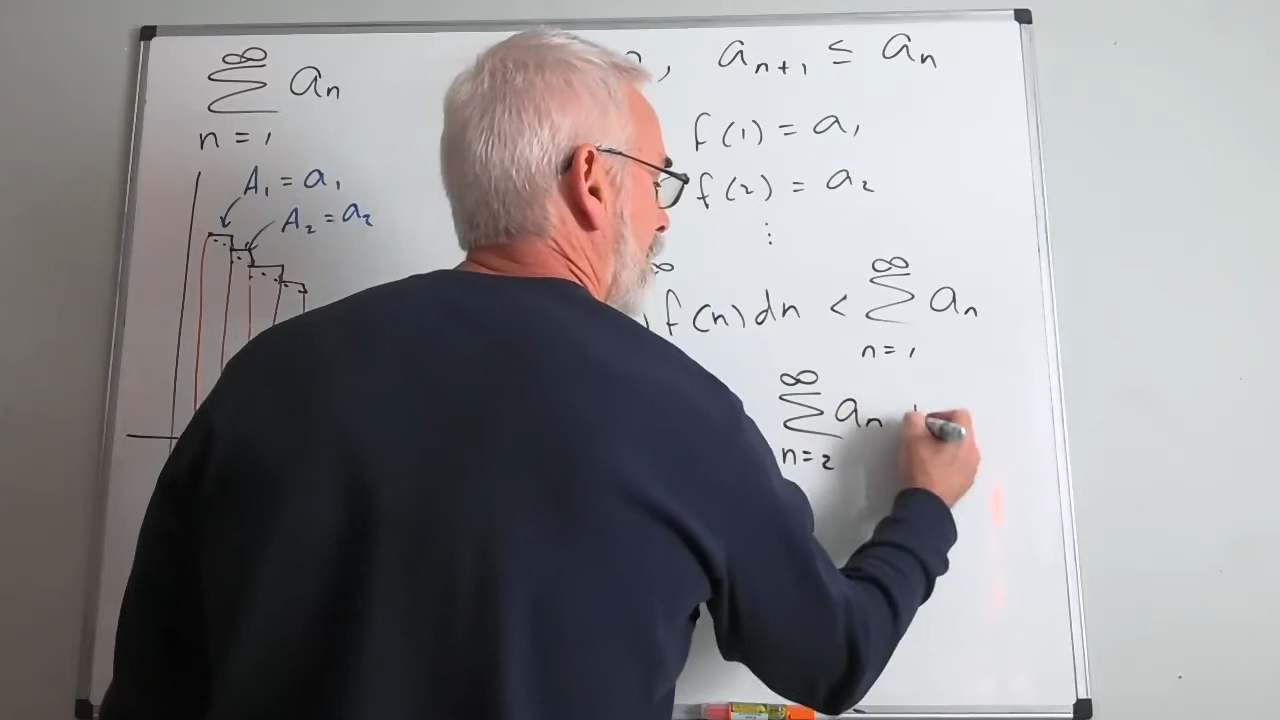 ∞
∑ aₙ
n = 1
, aₙ₊₁ ≤ aₙ
f(1) = a₁
f(2) = a₂
⋮
A₁ = a₁
A₂ = a₂
∞ ∞
f(n) dn < ∑ aₙ
n = 1
∞
∑ aₙ
n = 2